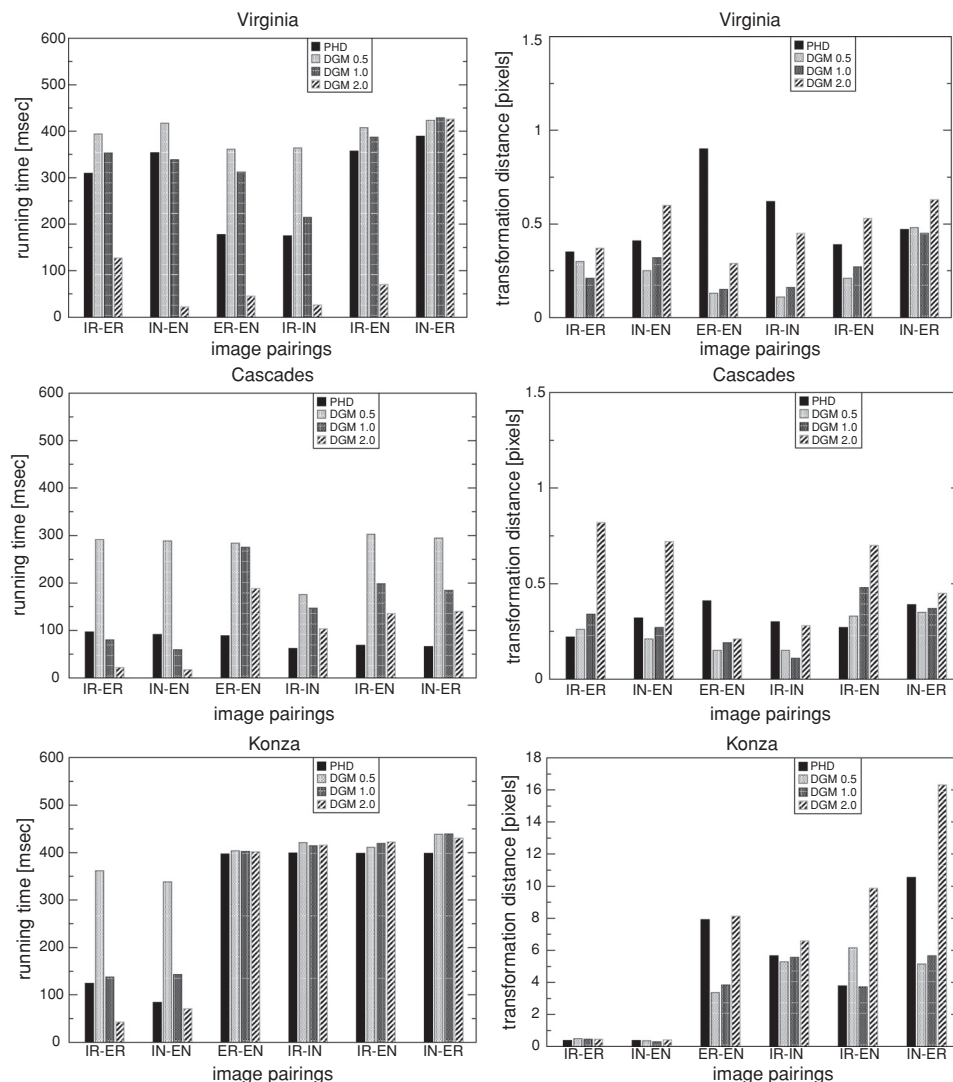 Virginia
600
500
400
300
200
100
0
running time [msec]
PHD
DGM 0.5
DGM 1.0
DGM 2.0
IR-ER IN-EN ER-EN IR-IN IR-EN IN-ER
image pairings
Virginia
1.5
1
0.5
0
transformation distance [pixels]
PHD
DGM 0.5
DGM 1.0
DGM 2.0
IR-ER IN-EN ER-EN IR-IN IR-EN IN-ER
image pairings
Cascades
600
500
400
300
200
100
0
running time [msec]
PHD
DGM 0.5
DGM 1.0
DGM 2.0
IR-ER IN-EN ER-EN IR-IN IR-EN IN-ER
image pairings
Cascades
1.5
1
0.5
0
transformation distance [pixels]
PHD
DGM 0.5
DGM 1.0
DGM 2.0
IR-ER IN-EN ER-EN IR-IN IR-EN IN-ER
image pairings
Konza
600
500
400
300
200
100
0
running time [msec]
PHD
DGM 0.5
DGM 1.0
DGM 2.0
IR-ER IN-EN ER-EN IR-IN IR-EN IN-ER
image pairings
Konza
18
16
14
12
10
8
6
4
2
0
transformation distance [pixels]
PHD
DGM 0.5
DGM 1.0
DGM 2.0
IR-ER IN-EN ER-EN IR-IN IR-EN IN-ER
image pairings